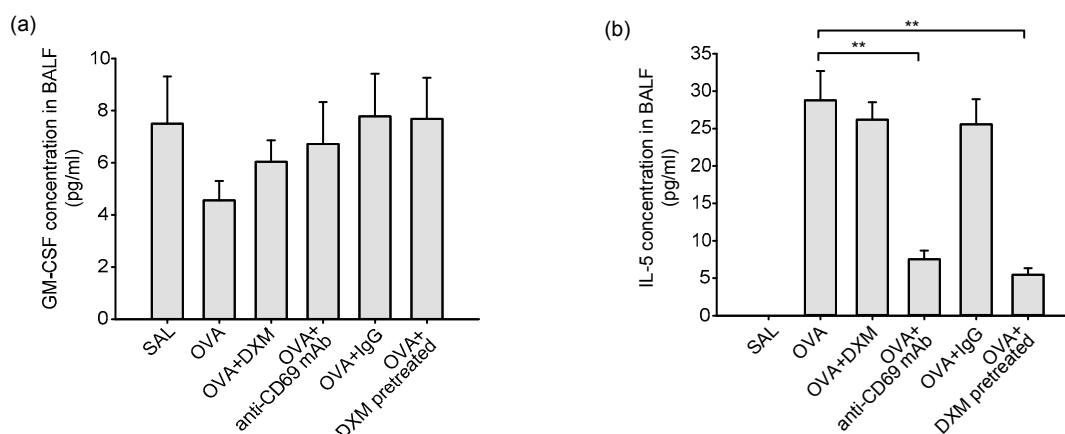 (a)
GM-CSF concentration in BALF
(pg/ml)
10
8
6
4
2
0
SAL
OVA
OVA+DXM
OVA+
anti-CD69 mAb
OVA+IgG
OVA+
DXM pretreated
(b)
IL-5 concentration in BALF
(pg/ml)
35
30
25
20
15
10
5
0
**
**
SAL
OVA
OVA+DXM
OVA+
anti-CD69 mAb
OVA+IgG
OVA+
DXM pretreated